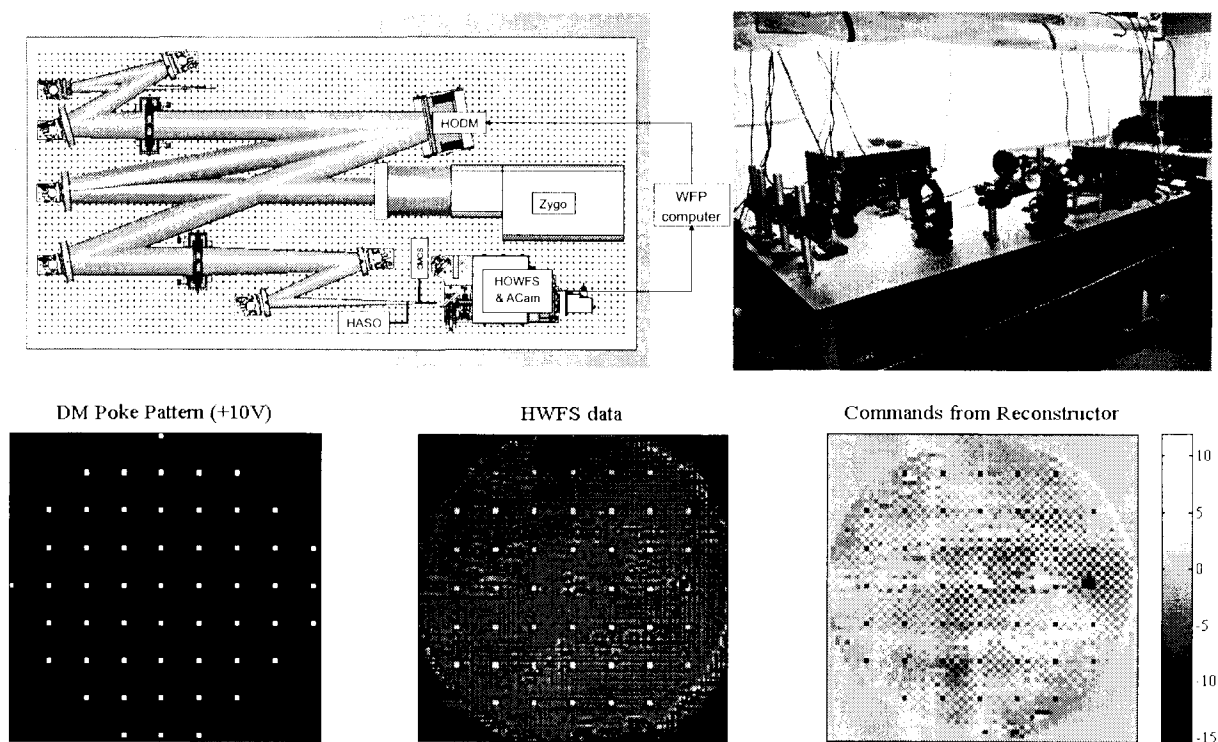 HODM
Zygo
WFP
computer
HOWFS
& ACam
HASO
DM Poke Pattern (+10V)
HWFS data
Commands from Reconstructor
10
5
0
-5
-10
-15